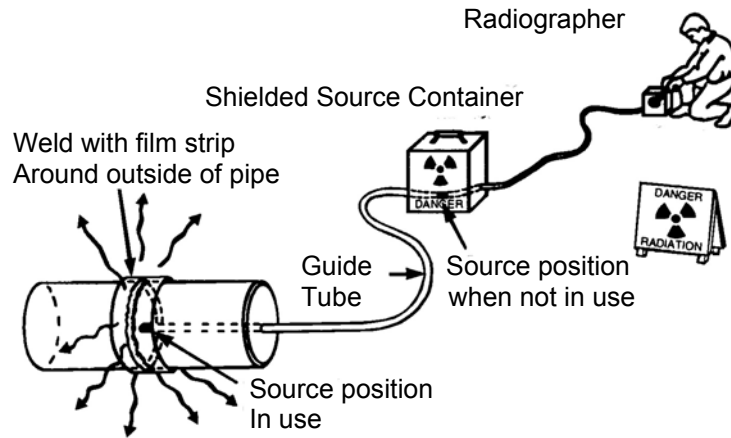 Radiographer
Shielded Source Container
Weld with film strip
Around outside of pipe
DANGER
DANGER
RADIATION
Guide
Tube
Source position
when not in use
Source position
In use